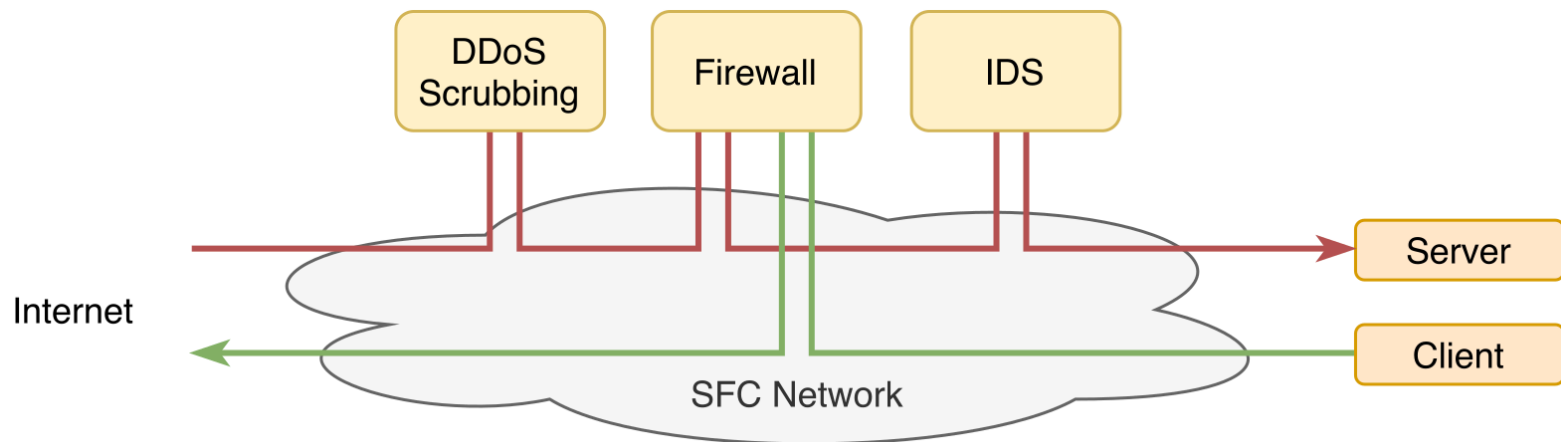 DDoS
Scrubbing
Firewall
IDS
Server
Internet
Client
SFC Network